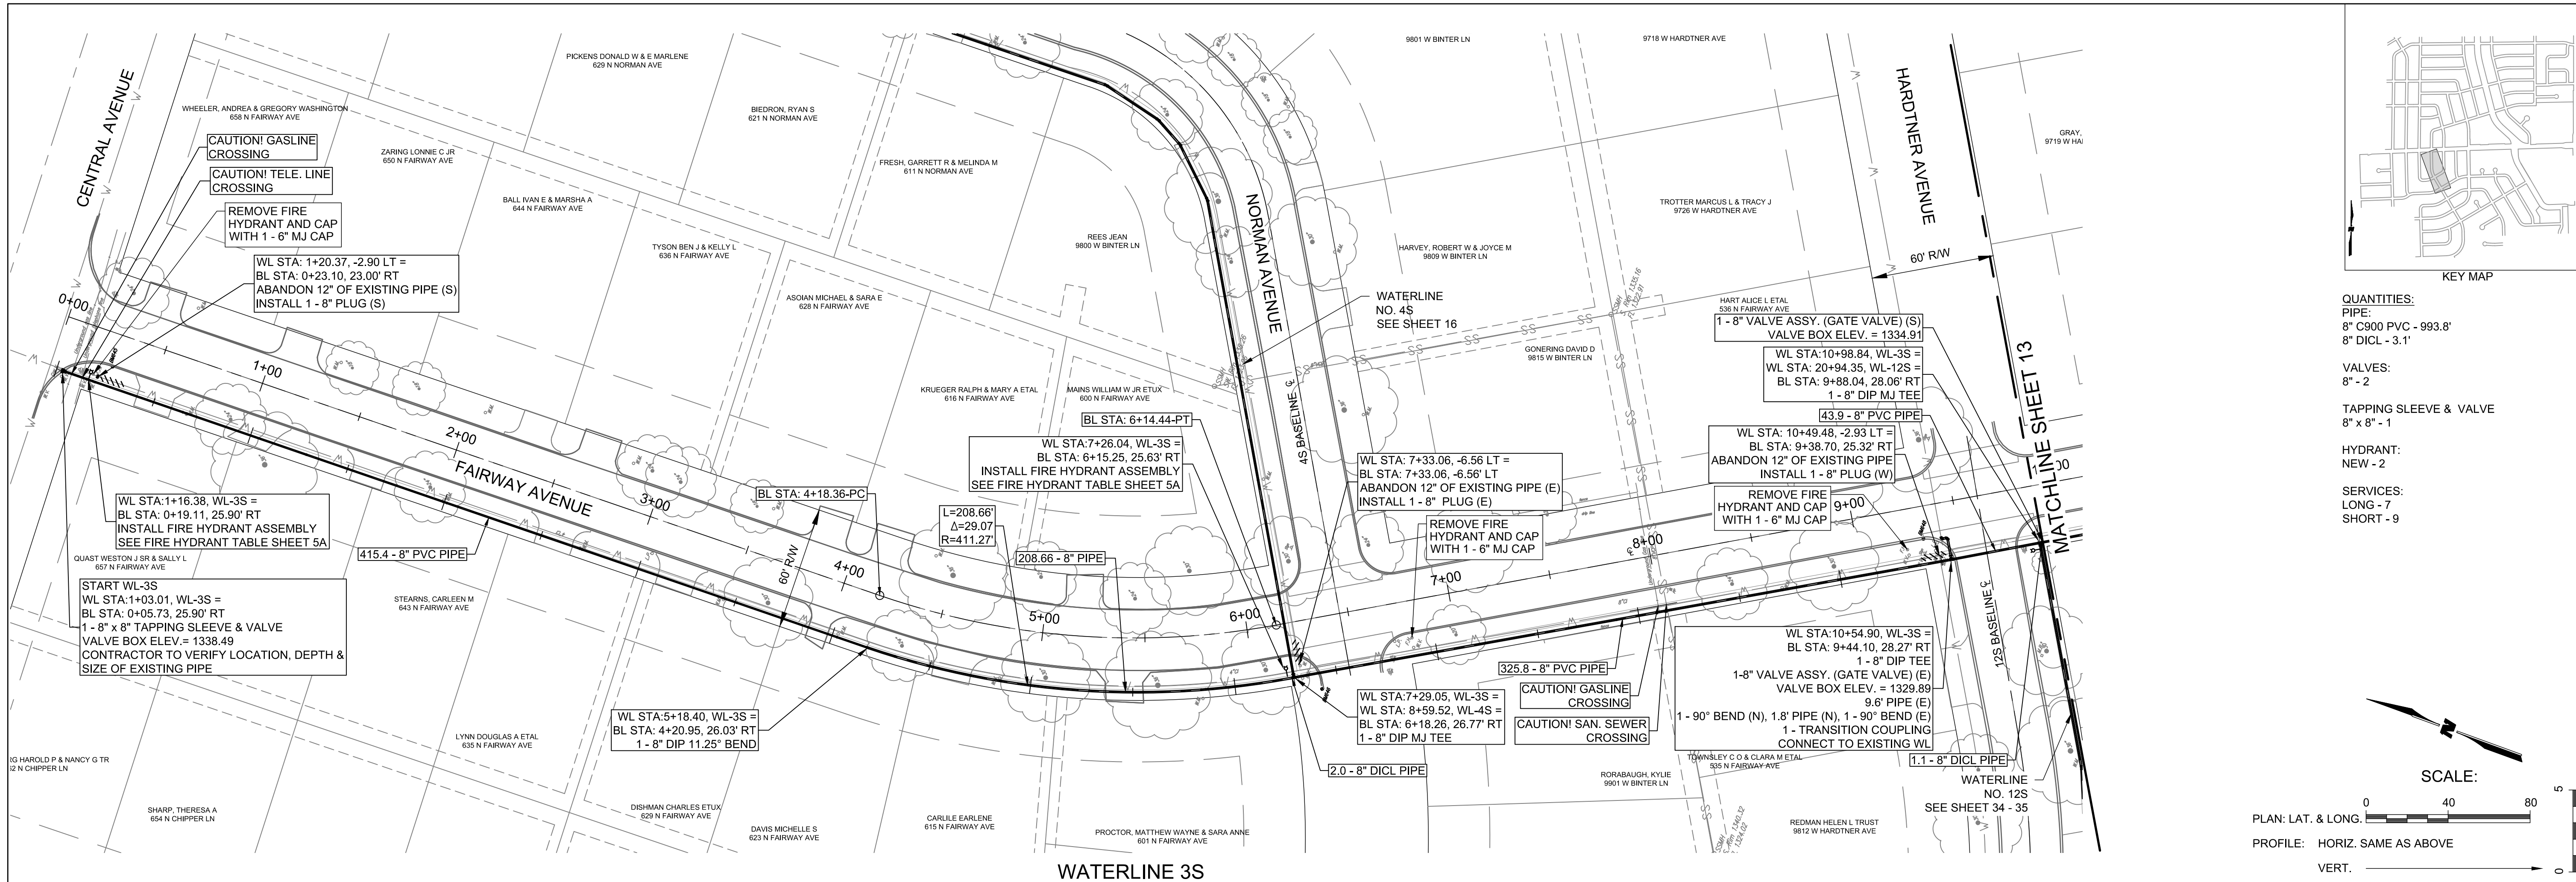 CENTRAL AVENUE
WHEELER, ANDREA & GREGORY WASHINGTON
658 N FAIRWAY AVE
PICKENS DONALD W & E MARLENE
629 N NORMAN AVE
BIEDRON, RYAN S
621 N NORMAN AVE
ZARING LONNIE C JR
650 N FAIRWAY AVE
FRESH, GARRETT R & MELINDA M
611 N NORMAN AVE
BALL IVAN E & MARSHA A
644 N FAIRWAY AVE
TYSON BEN J & KELLY L
636 N FAIRWAY AVE
REES JEAN
9800 W BINTER LN
ASOIAN MICHAEL & SARA E
628 N FAIRWAY AVE
KRUEGER RALPH & MARY A ETAL
616 N FAIRWAY AVE
MAINS WILLIAM W JR ETUX
600 N FAIRWAY AVE
9801 W BINTER LN
9718 W HARDTNER AVE
HARDTNER AVENUE
GRAY,
9719 W HA
TROTTER MARCUS L & TRACY J
9726 W HARDTNER AVE
HARVEY, ROBERT W & JOYCE M
9809 W BINTER LN
60' R/W
HART ALICE L ETAL
536 N FAIRWAY AVE
GONERING DAVID D
9815 W BINTER LN
NORMAN AVENUE
4S BASELINE ℄
CAUTION! GASLINE
CROSSING
CAUTION! TELE. LINE
CROSSING
REMOVE FIRE
HYDRANT AND CAP
WITH 1 - 6" MJ CAP
WL STA: 1+20.37, -2.90 LT =
BL STA: 0+23.10, 23.00' RT
ABANDON 12" OF EXISTING PIPE (S)
INSTALL 1 - 8" PLUG (S)
0+00
1+00
2+00
FAIRWAY AVENUE
3+00
4+00
5+00
6+00
7+00
8+00
℄
9+00
WATERLINE
NO. 4S
SEE SHEET 16
1 - 8" VALVE ASSY. (GATE VALVE) (S)
VALVE BOX ELEV. = 1334.91
WL STA:10+98.84, WL-3S =
WL STA: 20+94.35, WL-12S =
BL STA: 9+88.04, 28.06' RT
1 - 8" DIP MJ TEE
43.9 - 8" PVC PIPE
WL STA: 10+49.48, -2.93 LT =
BL STA: 9+38.70, 25.32' RT
ABANDON 12" OF EXISTING PIPE
INSTALL 1 - 8" PLUG (W)
REMOVE FIRE
HYDRANT AND CAP
WITH 1 - 6" MJ CAP
MATCHLINE SHEET 13
BL STA: 6+14.44-PT
WL STA:7+26.04, WL-3S =
BL STA: 6+15.25, 25.63' RT
INSTALL FIRE HYDRANT ASSEMBLY
SEE FIRE HYDRANT TABLE SHEET 5A
WL STA: 7+33.06, -6.56 LT =
BL STA: 7+33.06, -6.56' LT
ABANDON 12" OF EXISTING PIPE (E)
INSTALL 1 - 8" PLUG (E)
REMOVE FIRE
HYDRANT AND CAP
WITH 1 - 6" MJ CAP
BL STA: 4+18.36-PC
L=208.66'
Δ=29.07
R=411.27'
208.66 - 8" PIPE
60' R/W
WL STA:1+16.38, WL-3S =
BL STA: 0+19.11, 25.90' RT
INSTALL FIRE HYDRANT ASSEMBLY
SEE FIRE HYDRANT TABLE SHEET 5A
415.4 - 8" PVC PIPE
QUAST WESTON J SR & SALLY L
657 N FAIRWAY AVE
START WL-3S
WL STA:1+03.01, WL-3S =
BL STA: 0+05.73, 25.90' RT
1 - 8" x 8" TAPPING SLEEVE & VALVE
VALVE BOX ELEV.= 1338.49
CONTRACTOR TO VERIFY LOCATION, DEPTH &
SIZE OF EXISTING PIPE
STEARNS, CARLEEN M
643 N FAIRWAY AVE
WL STA:5+18.40, WL-3S =
BL STA: 4+20.95, 26.03' RT
1 - 8" DIP 11.25° BEND
LYNN DOUGLAS A ETAL
635 N FAIRWAY AVE
HAROLD P & NANCY G TR
N CHIPPER LN
SHARP, THERESA A
654 N CHIPPER LN
DISHMAN CHARLES ETUX
629 N FAIRWAY AVE
DAVIS MICHELLE S
623 N FAIRWAY AVE
CARLILE EARLENE
615 N FAIRWAY AVE
PROCTOR, MATTHEW WAYNE & SARA ANNE
601 N FAIRWAY AVE
WL STA:7+29.05, WL-3S =
WL STA: 8+59.52, WL-4S =
BL STA: 6+18.26, 26.77' RT
1 - 8" DIP MJ TEE
2.0 - 8" DICL PIPE
325.8 - 8" PVC PIPE
CAUTION! GASLINE
CROSSING
CAUTION! SAN. SEWER
CROSSING
WL STA:10+54.90, WL-3S =
BL STA: 9+44.10, 28.27' RT
1 - 8" DIP TEE
1-8" VALVE ASSY. (GATE VALVE) (E)
VALVE BOX ELEV. = 1329.89
9.6' PIPE (E)
1 - 90° BEND (N), 1.8' PIPE (N), 1 - 90° BEND (E)
1 - TRANSITION COUPLING
CONNECT TO EXISTING WL
12S BASELINE ℄
TOWNSLEY C O & CLARA M ETAL
535 N FAIRWAY AVE
1.1 - 8" DICL PIPE
RORABAUGH, KYLIE
9901 W BINTER LN
WATERLINE
NO. 12S
SEE SHEET 34 - 35
REDMAN HELEN L TRUST
9812 W HARDTNER AVE
WATERLINE 3S
KEY MAP
QUANTITIES:
PIPE:
8" C900 PVC - 993.8'
8" DICL - 3.1'
VALVES:
8" - 2
TAPPING SLEEVE & VALVE
8" x 8" - 1
HYDRANT:
NEW - 2
SERVICES:
LONG - 7
SHORT - 9
N
SCALE:
0 40 80
PLAN: LAT. & LONG.
PROFILE: HORIZ. SAME AS ABOVE
VERT.
0 5